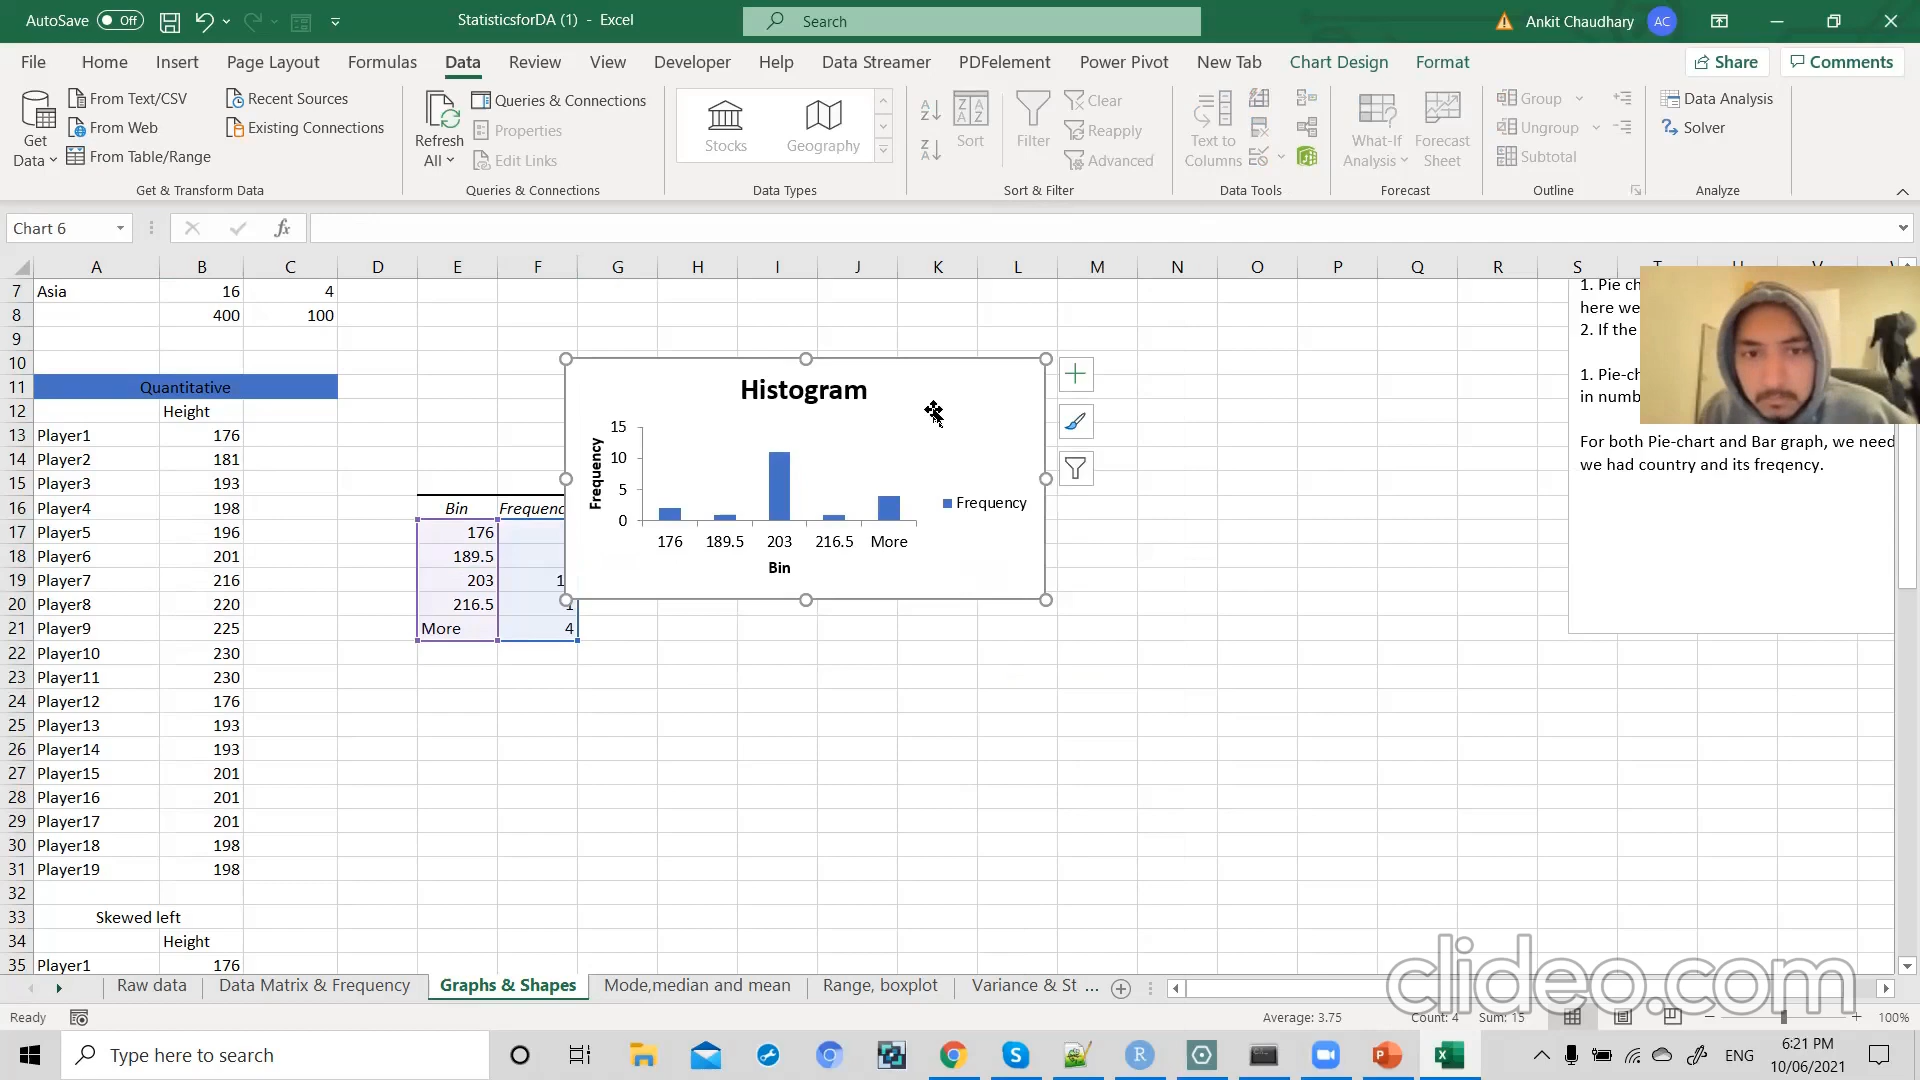 AutoSave Off
StatisticsforDA (1) - Excel
Search
Ankit Chaudhary AC
File Home Insert Page Layout Formulas Data Review View Developer Help Data Streamer PDFelement Power Pivot New Tab Chart Design Format Share Comments
Get Data
From Text/CSV
From Web
From Table/Range
Recent Sources
Existing Connections
Get & Transform Data
Refresh All
Queries & Connections
Properties
Edit Links
Queries & Connections
Stocks
Geography
Data Types
Sort
Filter
Clear
Reapply
Advanced
Sort & Filter
Text to Columns
Data Tools
What-If Analysis
Forecast Sheet
Forecast
Group
Ungroup
Subtotal
Outline
Data Analysis
Solver
Analyze
Chart 6
fx
A B C D E F G H I J K L M N O P Q R S
7 Asia 16 4
8 400 100
9
10
11 Quantitative
12 Height
13 Player1 176
14 Player2 181
15 Player3 193
16 Player4 198
17 Player5 196
18 Player6 201
19 Player7 216
20 Player8 220
21 Player9 225
22 Player10 230
23 Player11 230
24 Player12 176
25 Player13 193
26 Player14 193
27 Player15 201
28 Player16 201
29 Player17 201
30 Player18 198
31 Player19 198
32
33 Skewed left
34 Height
35 Player1 176
Bin Frequenc
176
189.5
203 1
216.5 1
More 4
Histogram
Frequency
15
10
5
0
176 189.5 203 216.5 More
Bin
Frequency
1. Pie ch
here we
2. If the
1. Pie-ch
in numb
For both Pie-chart and Bar graph, we need
we had country and its freqency.
clideo.com
Raw data Data Matrix & Frequency Graphs & Shapes Mode,median and mean Range, boxplot Variance & St ...
Ready
Average: 3.75 Count: 4 Sum: 15 100%
Type here to search
ENG
6:21 PM
10/06/2021